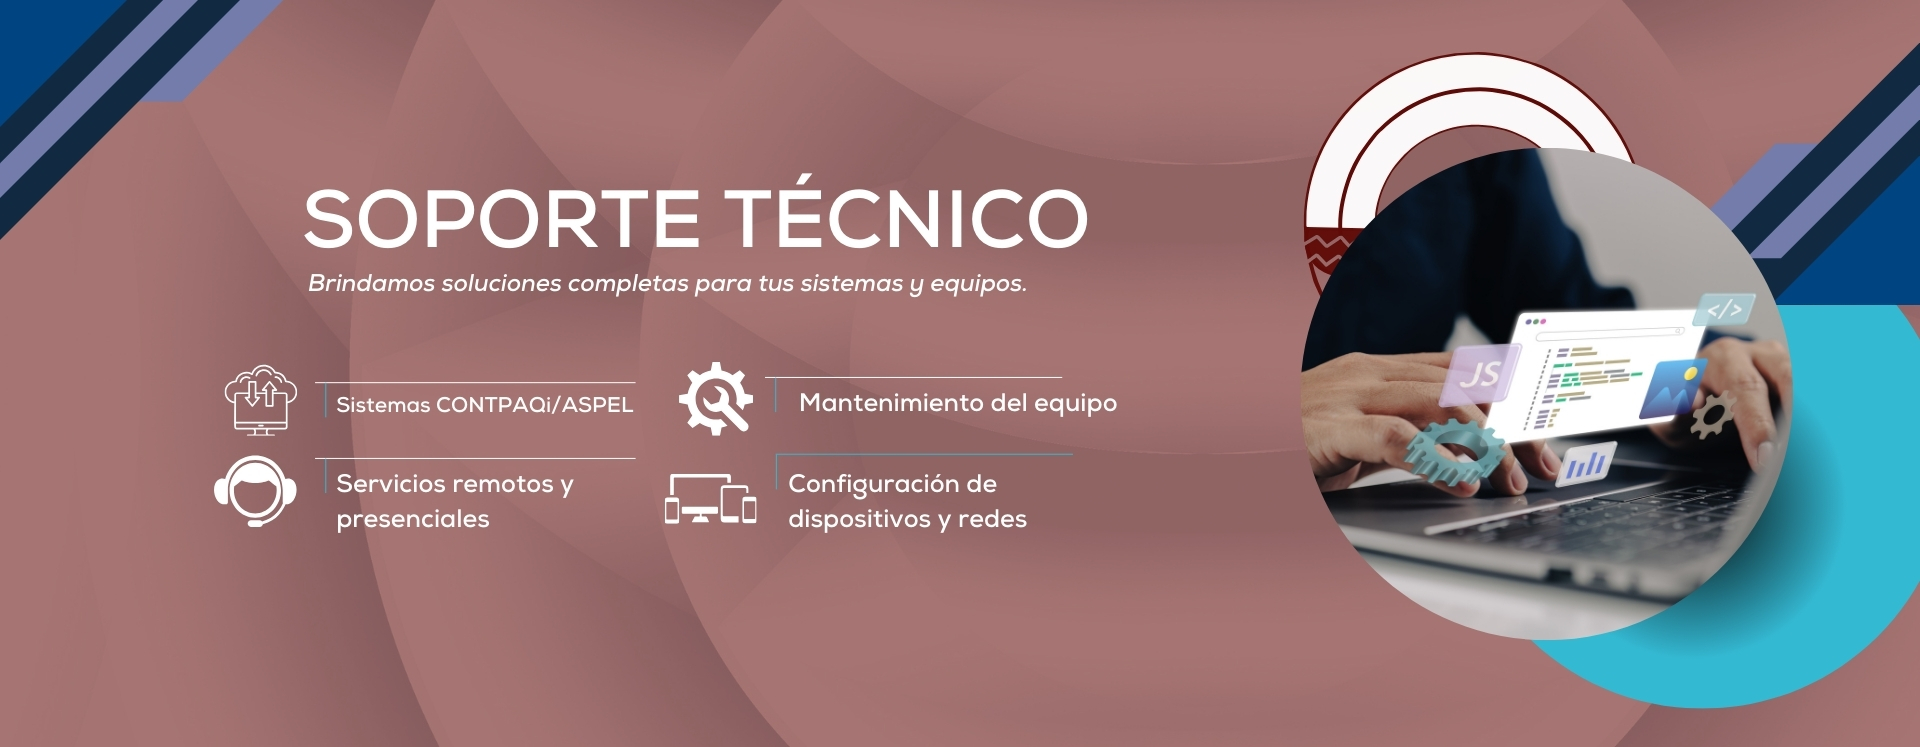 SOPORTE TÉCNICO
Brindamos soluciones completas para tus sistemas y equipos.
Sistemas CONTPAQi/ASPEL
Mantenimiento del equipo
Servicios remotos y
presenciales
Configuración de
dispositivos y redes
JS
</>